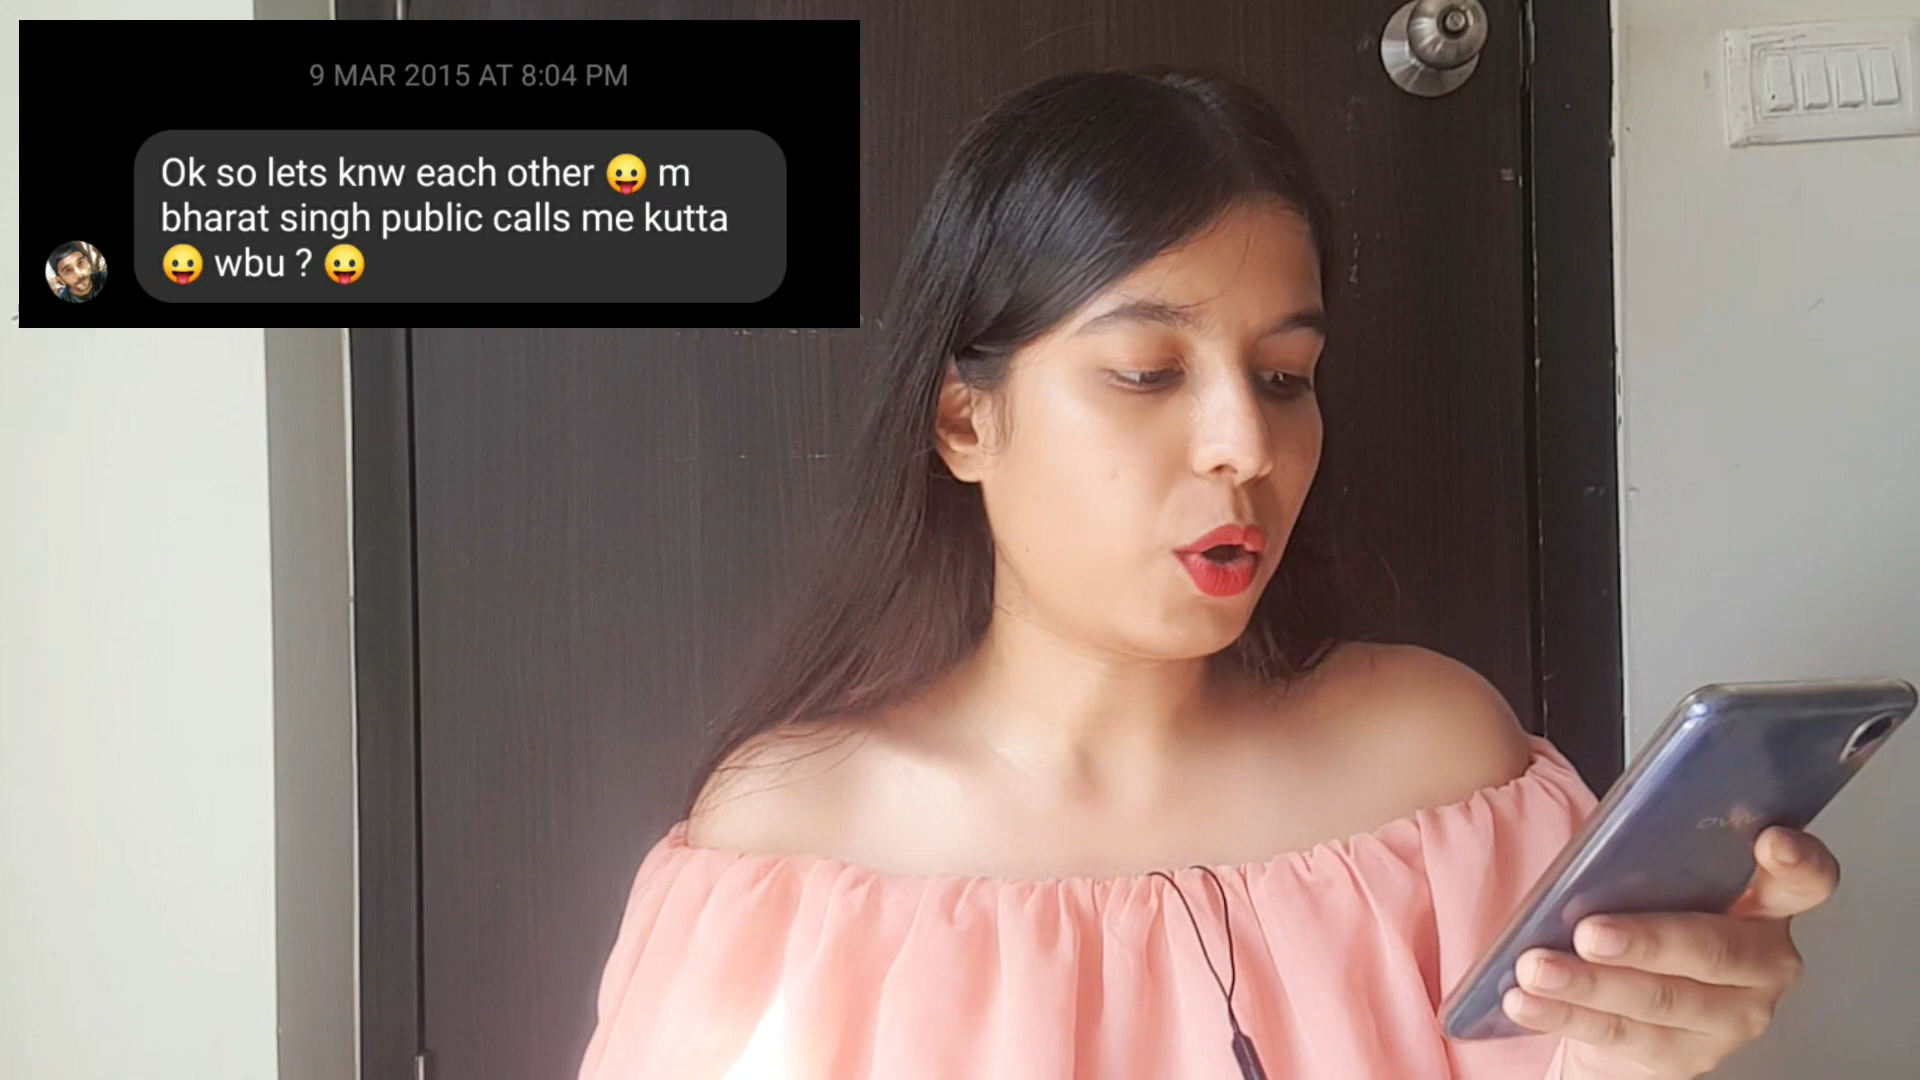 9 MAR 2015 AT 8:04 PM
Ok so lets knw each other 😛 m
bharat singh public calls me kutta
😛 wbu ? 😛
vivo